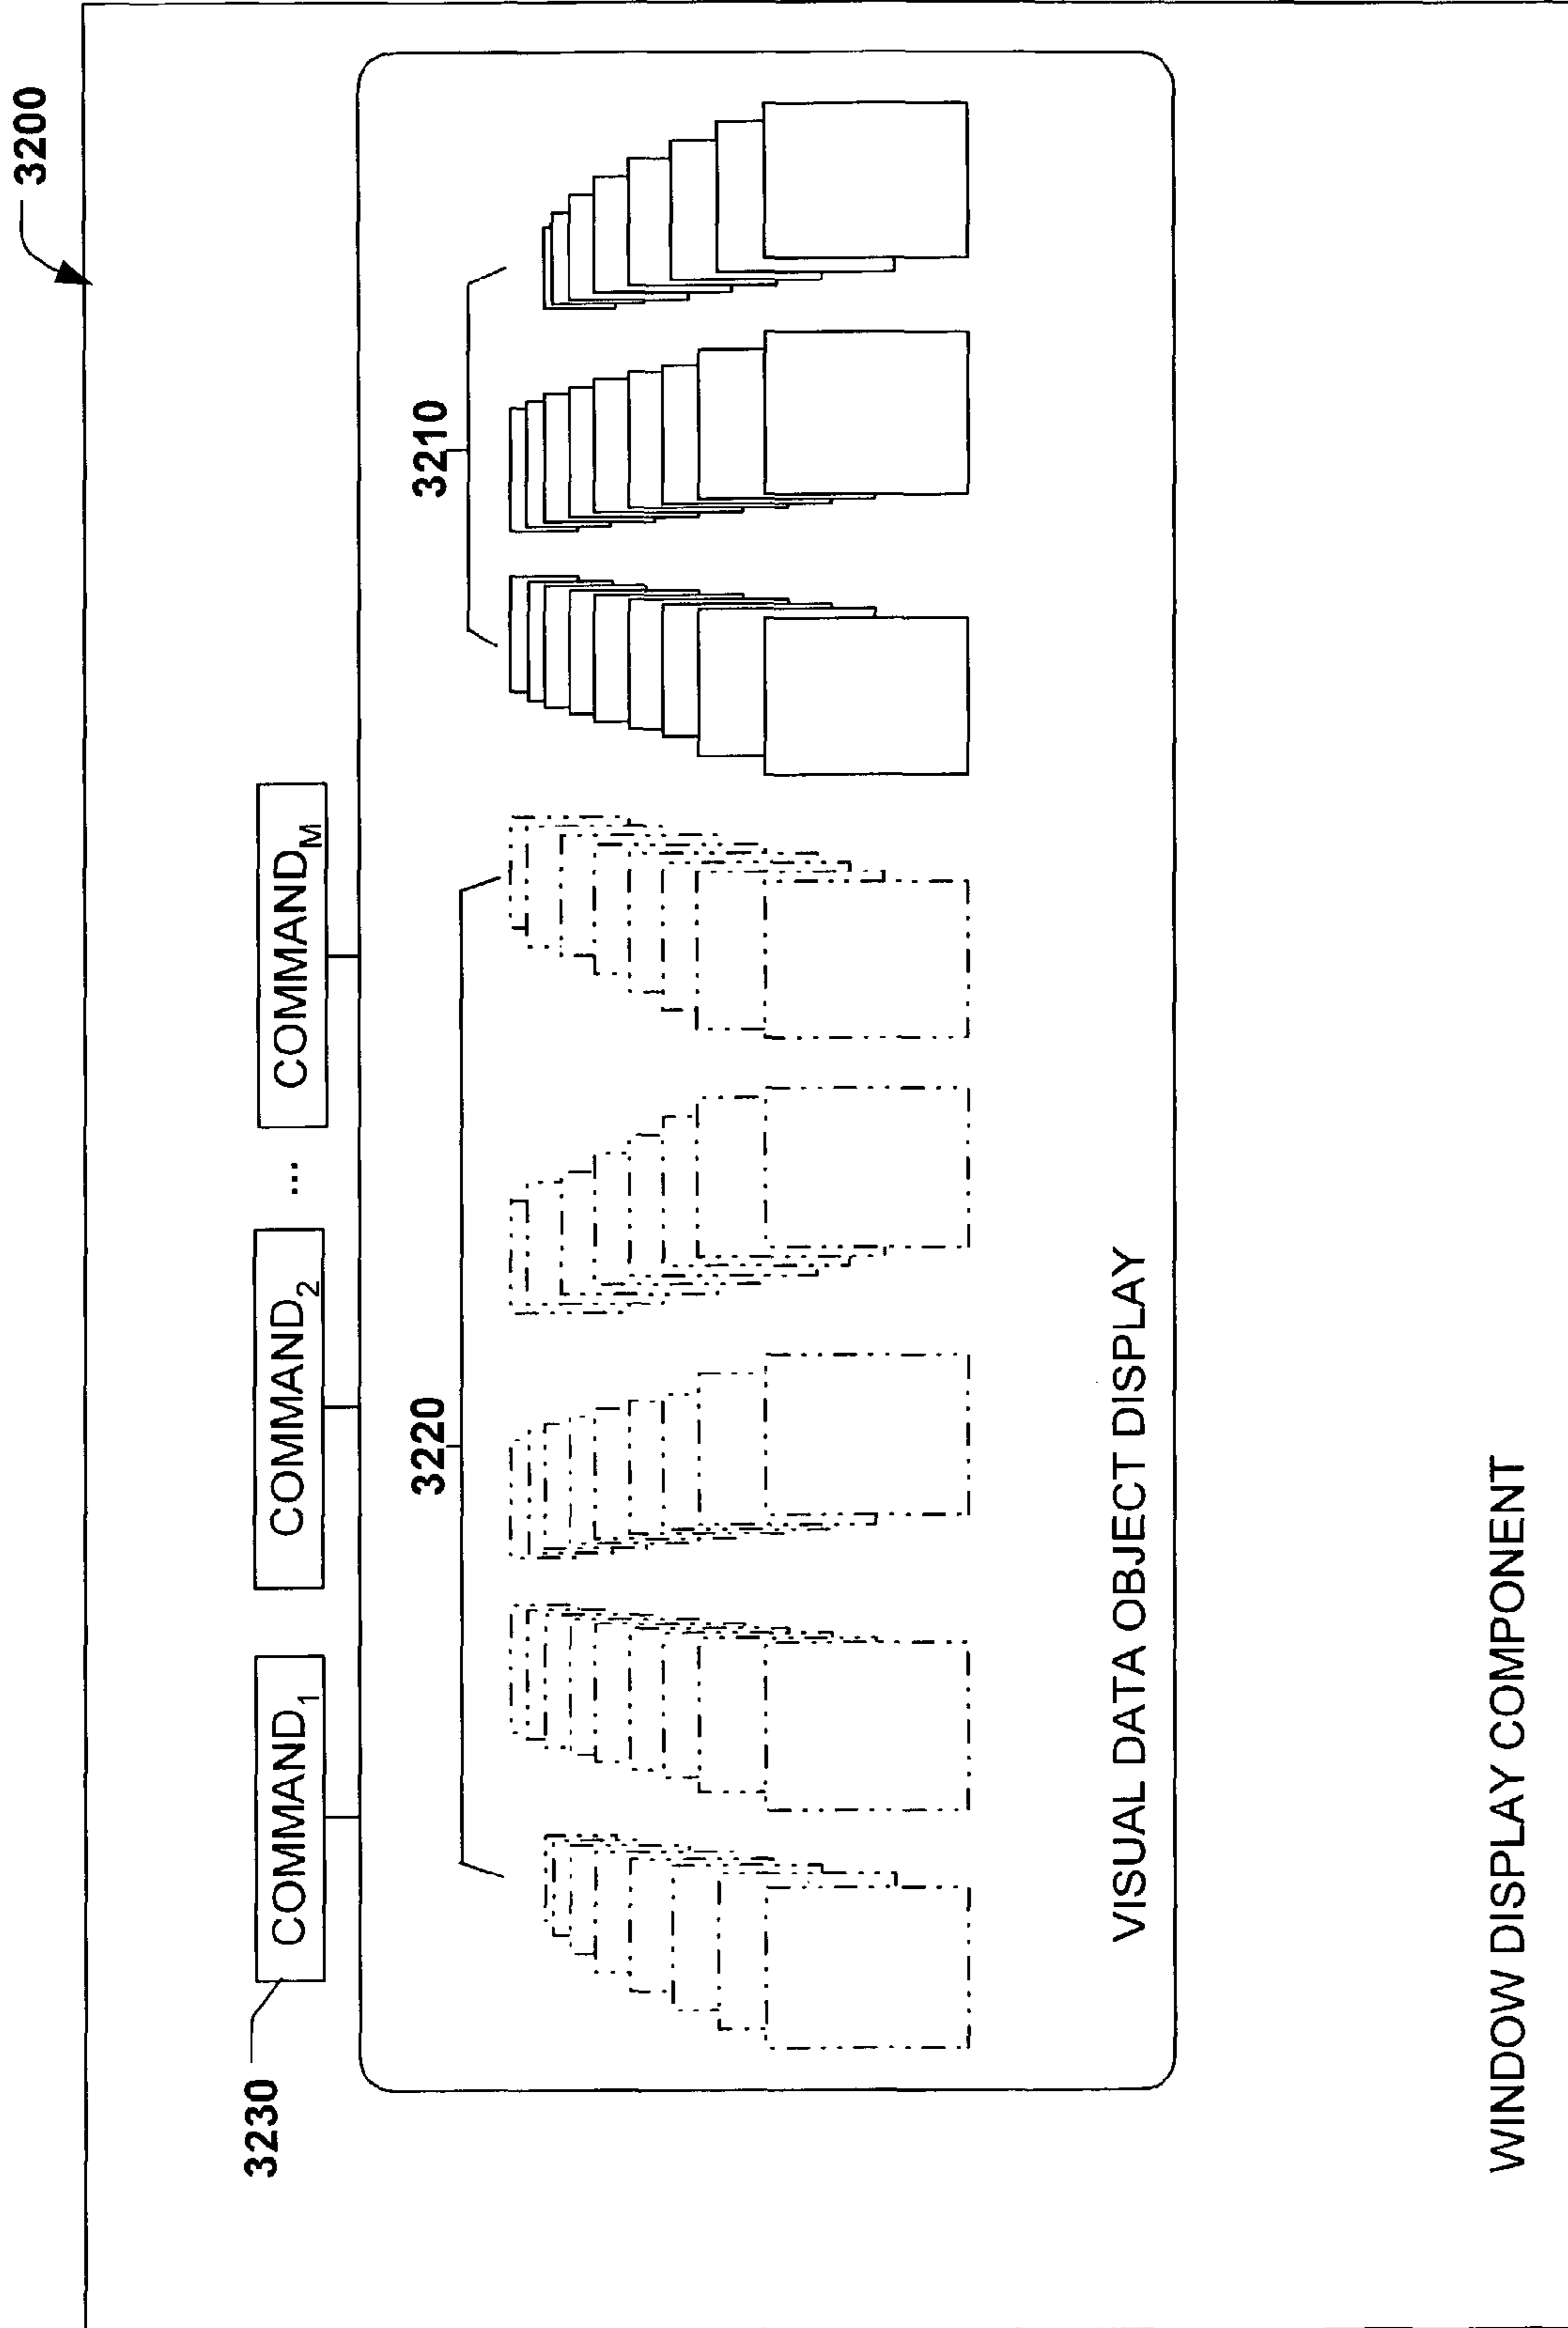 3200
3230
COMMAND1
COMMAND2
...
COMMANDM
3220
3210
VISUAL DATA OBJECT DISPLAY
WINDOW DISPLAY COMPONENT